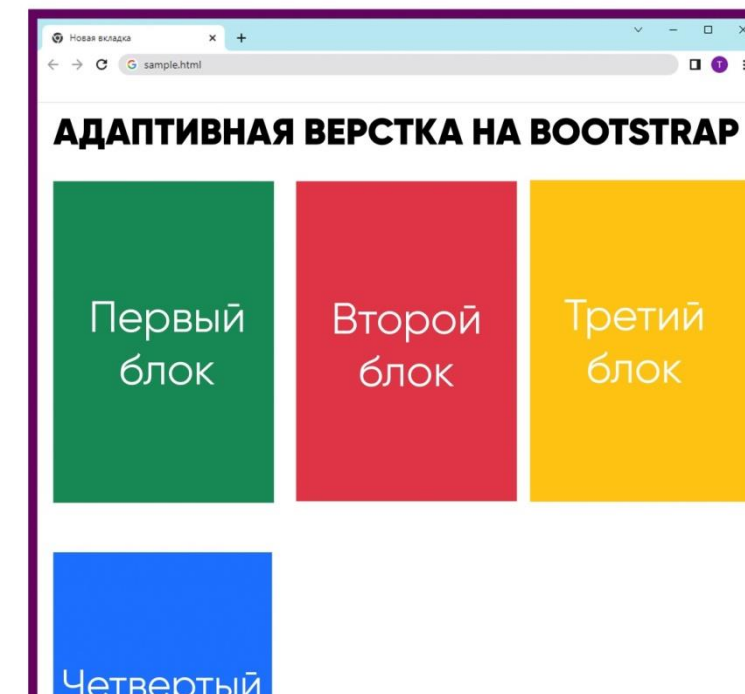 Новая вкладка
sample.html
T
АДАПТИВНАЯ ВЕРСТКА НА BOOTSTRAP
Первый
блок
Второй
блок
Третий
блок
Четвертый